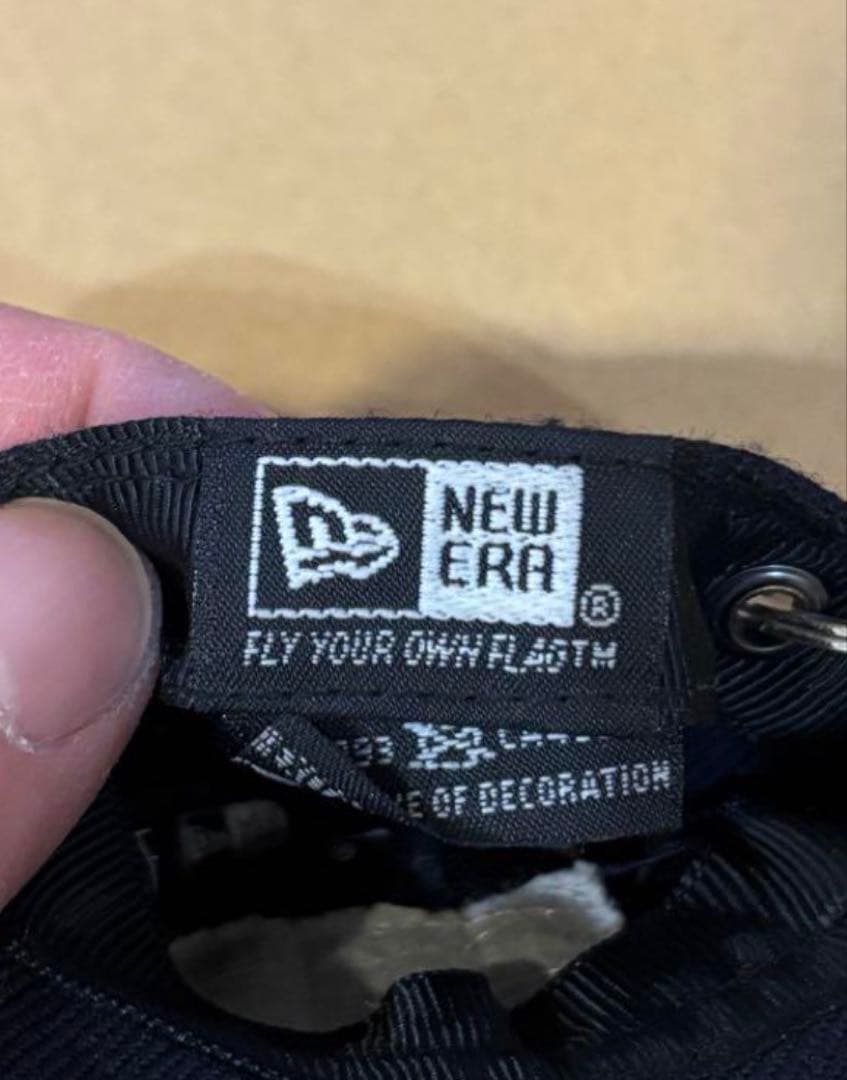 NEW
ERA
®
FLY YOUR OWN FLAG™
OF DECORATION